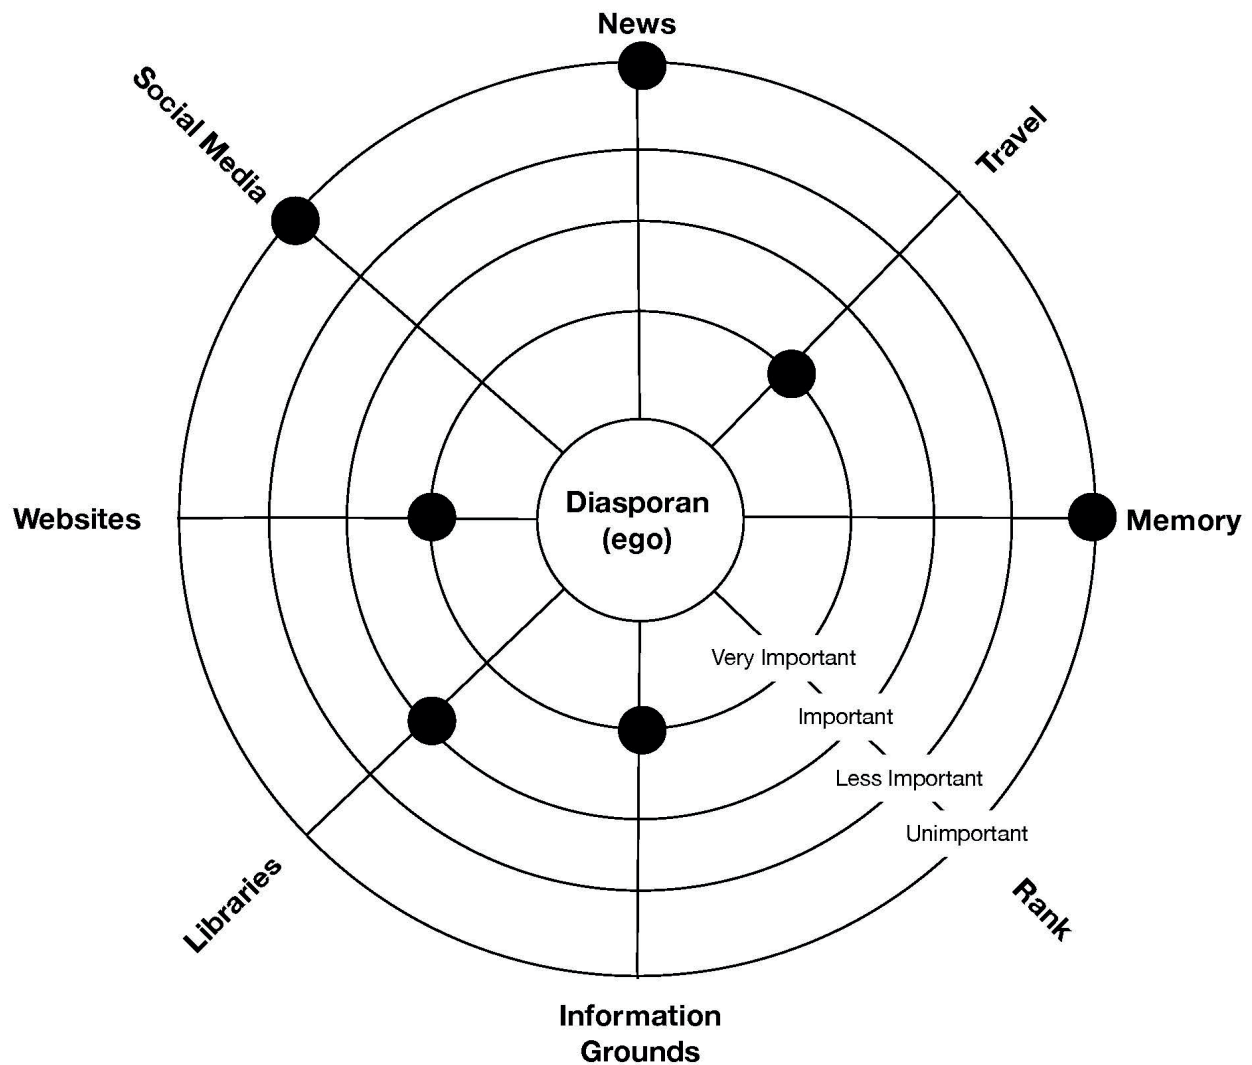 News
Social Media
Travel
Websites
Diasporan
(ego)
Memory
Very Important
Important
Less Important
Unimportant
Libraries
Rank
Information
Grounds